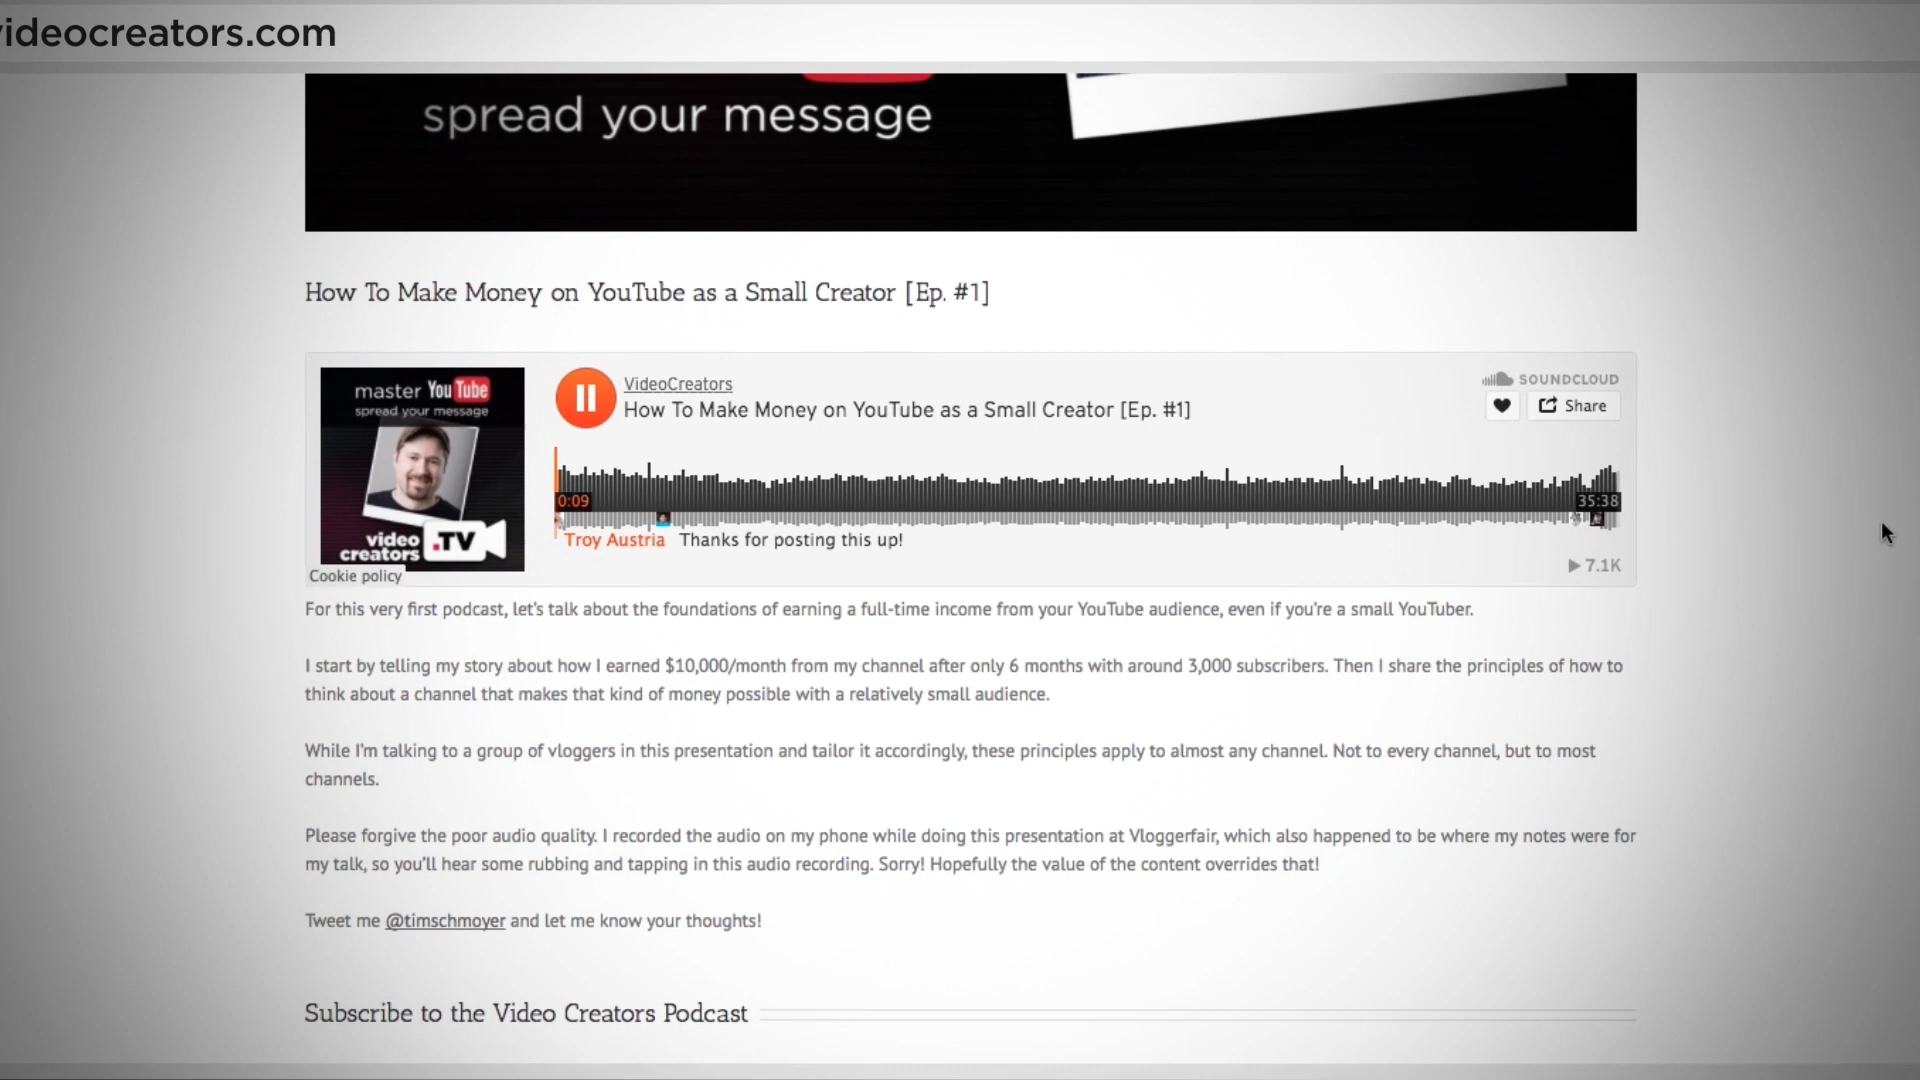 videocreators.com
spread your message
How To Make Money on YouTube as a Small Creator [Ep. #1]
master YouTube
spread your message
video
creators .TV
Cookie policy
VideoCreators
How To Make Money on YouTube as a Small Creator [Ep. #1]
SOUNDCLOUD
Share
0:09
35:38
Troy Austria Thanks for posting this up!
7.1K
For this very first podcast, let's talk about the foundations of earning a full-time income from your YouTube audience, even if you're a small YouTuber.
I start by telling my story about how I earned $10,000/month from my channel after only 6 months with around 3,000 subscribers. Then I share the principles of how to
think about a channel that makes that kind of money possible with a relatively small audience.
While I'm talking to a group of vloggers in this presentation and tailor it accordingly, these principles apply to almost any channel. Not to every channel, but to most
channels.
Please forgive the poor audio quality. I recorded the audio on my phone while doing this presentation at Vloggerfair, which also happened to be where my notes were for
my talk, so you'll hear some rubbing and tapping in this audio recording. Sorry! Hopefully the value of the content overrides that!
Tweet me @timschmoyer and let me know your thoughts!
Subscribe to the Video Creators Podcast